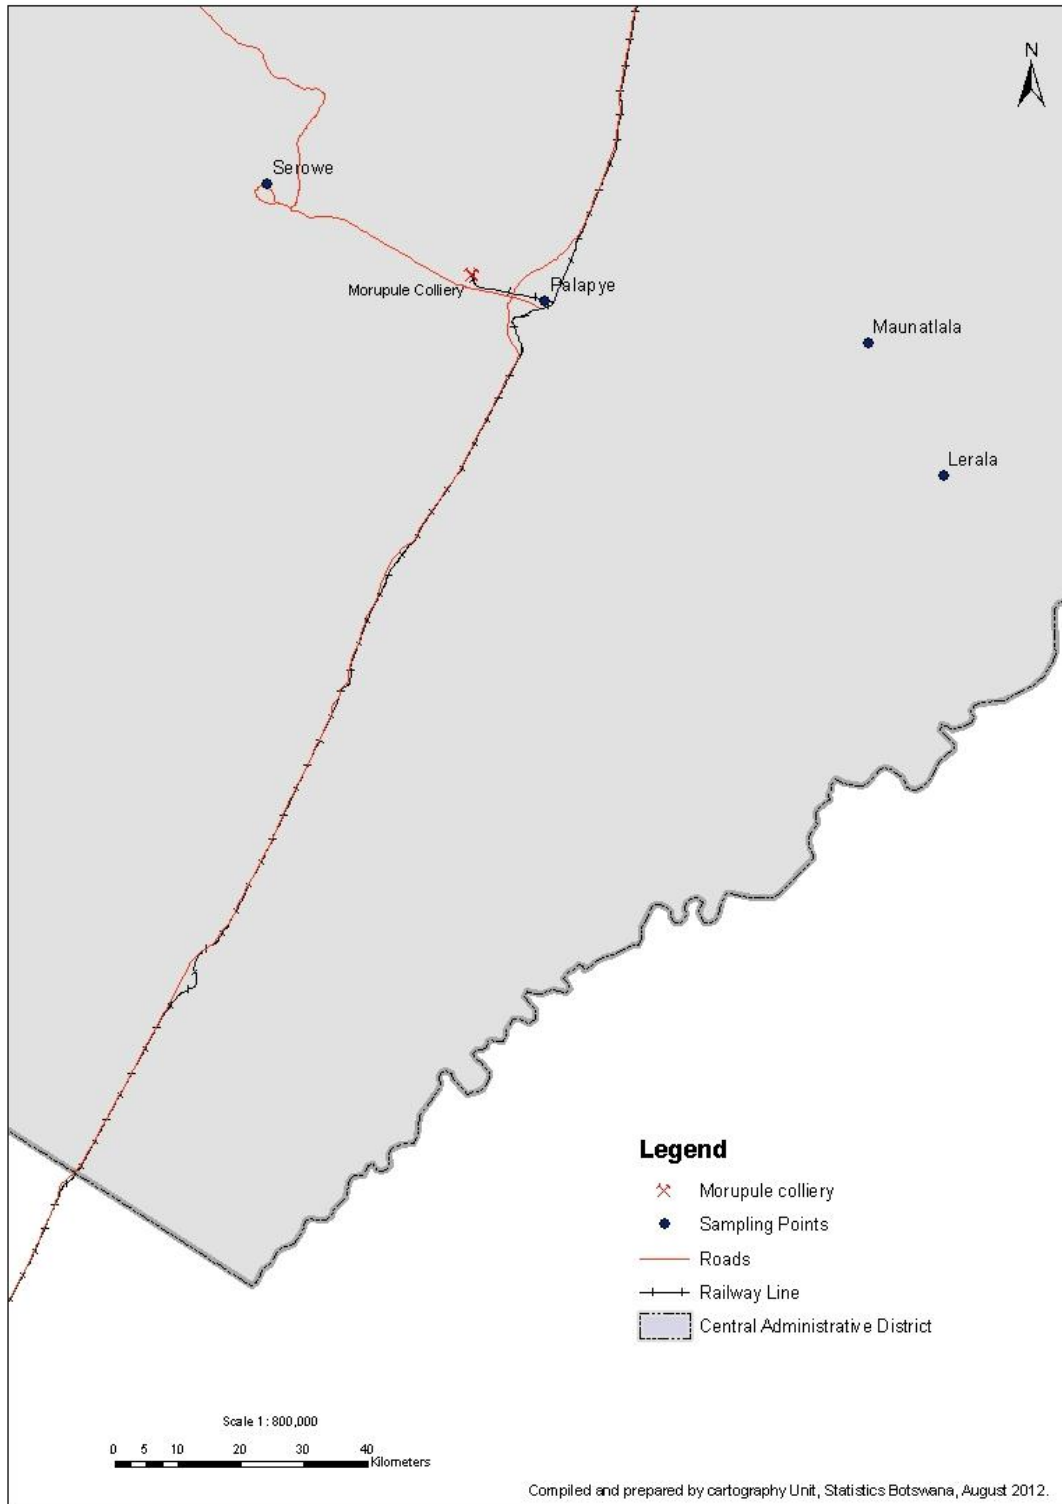 N
Serowe
Morupule Colliery
Palapye
Maunatlala
Lerala
Legend
Morupule colliery
Sampling Points
Roads
Railway Line
Central Administrative District
Scale 1 : 800,000
0 5 10 20 30 40
Kilometers
Compiled and prepared by cartography Unit, Statistics Botswana, August 2012.